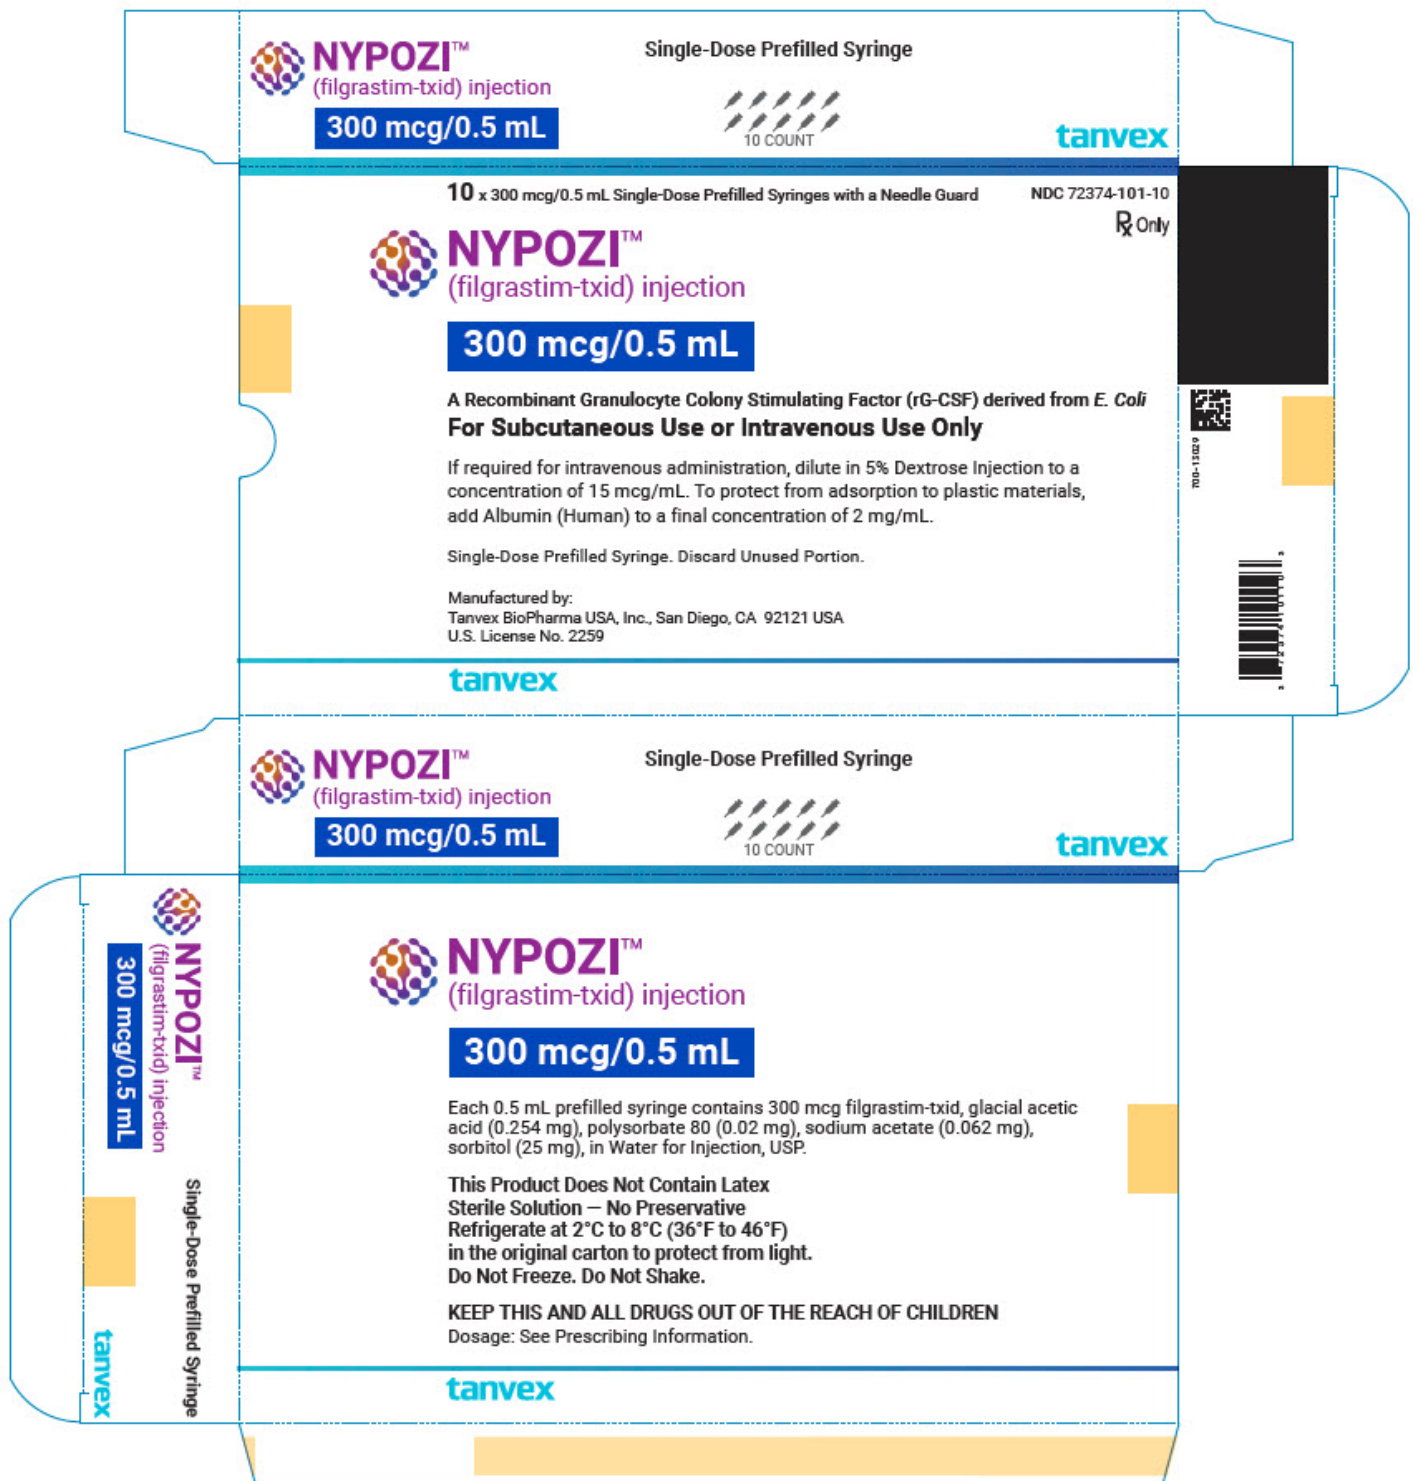 NYPOZI™
(filgrastim-txid) injection
300 mcg/0.5 mL
Single-Dose Prefilled Syringe
10 COUNT
tanvex
10 x 300 mcg/0.5 mL Single-Dose Prefilled Syringes with a Needle Guard
NDC 72374-101-10
Rx Only
NYPOZI™
(filgrastim-txid) injection
300 mcg/0.5 mL
A Recombinant Granulocyte Colony Stimulating Factor (rG-CSF) derived from E. Coli
For Subcutaneous Use or Intravenous Use Only
If required for intravenous administration, dilute in 5% Dextrose Injection to a
concentration of 15 mcg/mL. To protect from adsorption to plastic materials,
add Albumin (Human) to a final concentration of 2 mg/mL.
Single-Dose Prefilled Syringe. Discard Unused Portion.
Manufactured by:
Tanvex BioPharma USA, Inc., San Diego, CA 92121 USA
U.S. License No. 2259
tanvex
700-13029
3 72374 10110 3
NYPOZI™
(filgrastim-txid) injection
300 mcg/0.5 mL
Single-Dose Prefilled Syringe
10 COUNT
tanvex
NYPOZI™
(filgrastim-txid) injection
300 mcg/0.5 mL
Single-Dose Prefilled Syringe
tanvex
NYPOZI™
(filgrastim-txid) injection
300 mcg/0.5 mL
Each 0.5 mL prefilled syringe contains 300 mcg filgrastim-txid, glacial acetic
acid (0.254 mg), polysorbate 80 (0.02 mg), sodium acetate (0.062 mg),
sorbitol (25 mg), in Water for Injection, USP.
This Product Does Not Contain Latex
Sterile Solution — No Preservative
Refrigerate at 2°C to 8°C (36°F to 46°F)
in the original carton to protect from light.
Do Not Freeze. Do Not Shake.
KEEP THIS AND ALL DRUGS OUT OF THE REACH OF CHILDREN
Dosage: See Prescribing Information.
tanvex